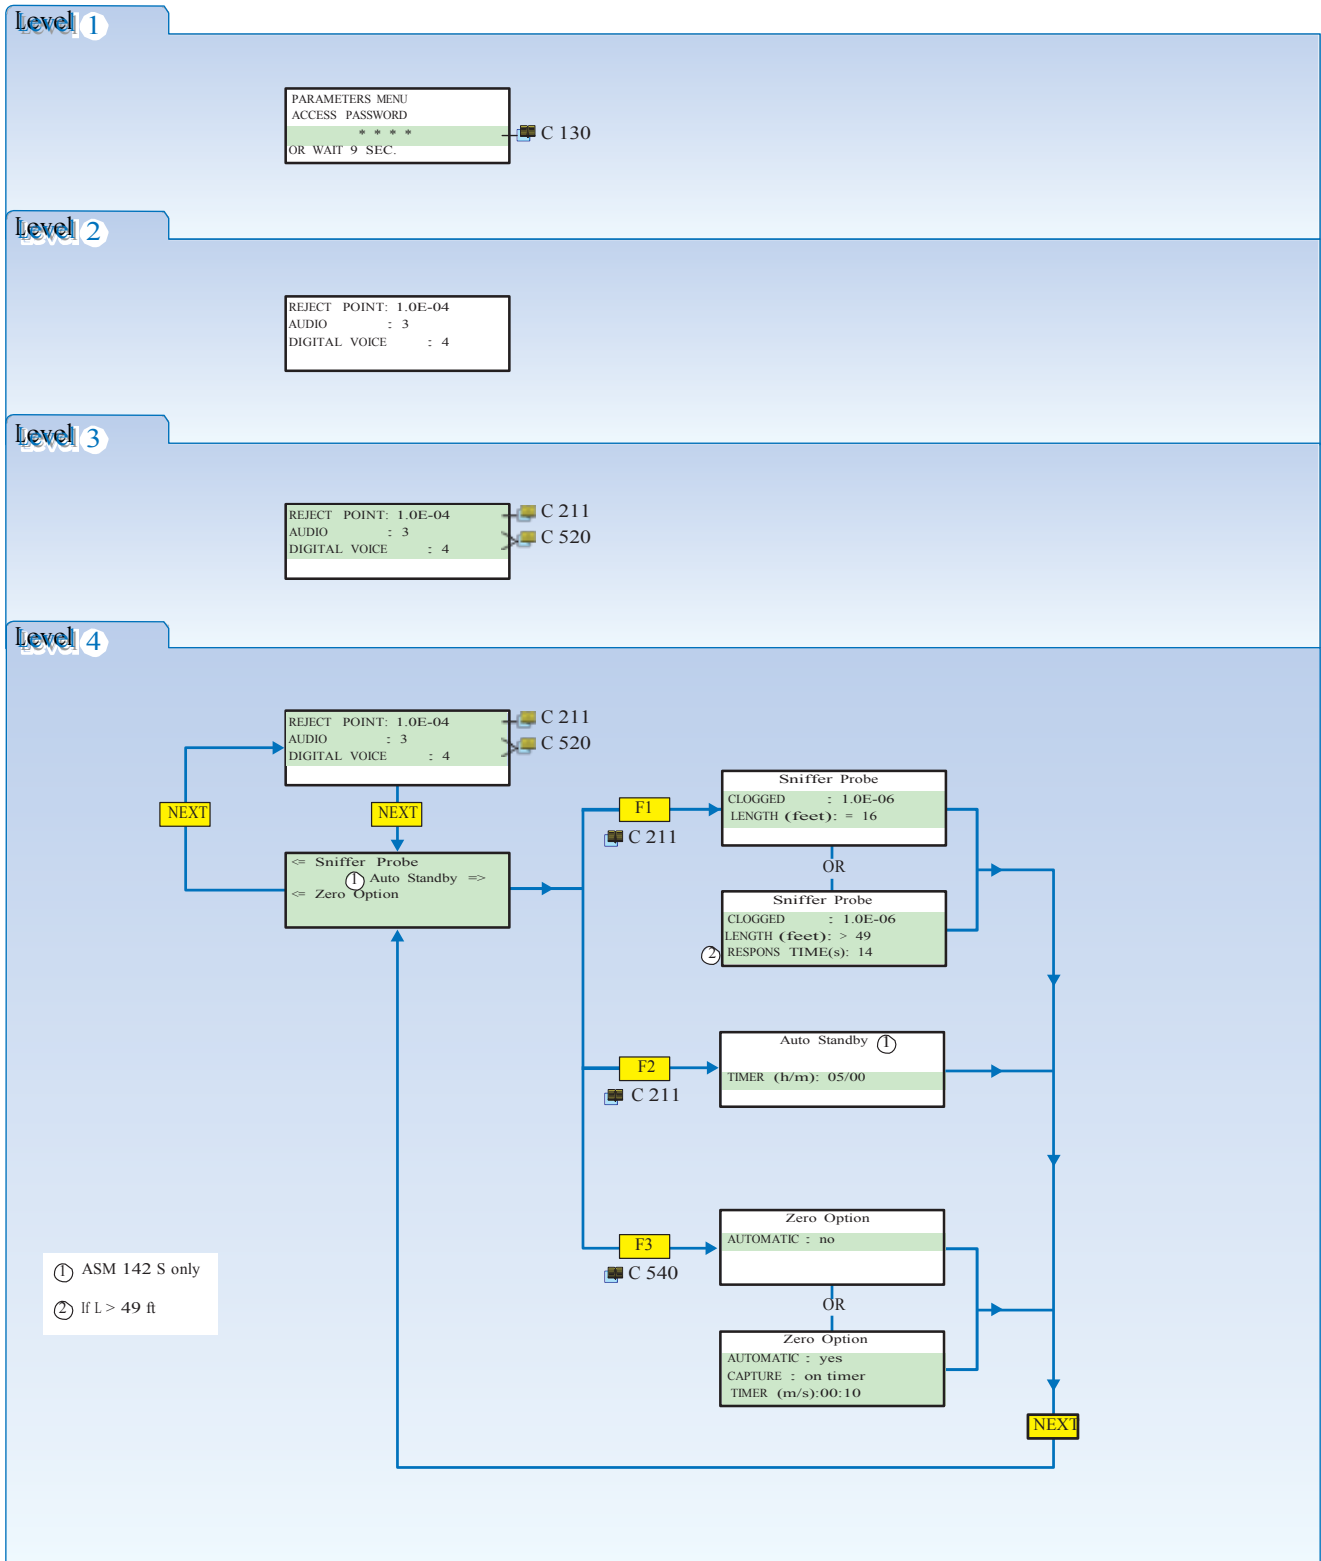 Level 1
PARAMETERS MENU
ACCESS PASSWORD
* * * *
OR WAIT 9 SEC.
C 130
Level 2
REJECT POINT: 1.0E-04
AUDIO : 3
DIGITAL VOICE : 4
Level 3
REJECT POINT: 1.0E-04
AUDIO : 3
DIGITAL VOICE : 4
C 211
C 520
Level 4
REJECT POINT: 1.0E-04
AUDIO : 3
DIGITAL VOICE : 4
C 211
C 520
NEXT
NEXT
<= Sniffer Probe
1 Auto Standby =>
<= Zero Option
F1
C 211
Sniffer Probe
CLOGGED : 1.0E-06
LENGTH (feet): = 16
OR
Sniffer Probe
CLOGGED : 1.0E-06
LENGTH (feet): > 49
2 RESPONS TIME(s): 14
F2
C 211
Auto Standby 1
TIMER (h/m): 05/00
F3
C 540
Zero Option
AUTOMATIC : no
OR
Zero Option
AUTOMATIC : yes
CAPTURE : on timer
TIMER (m/s):00:10
NEXT
1 ASM 142 S only
2 If L > 49 ft